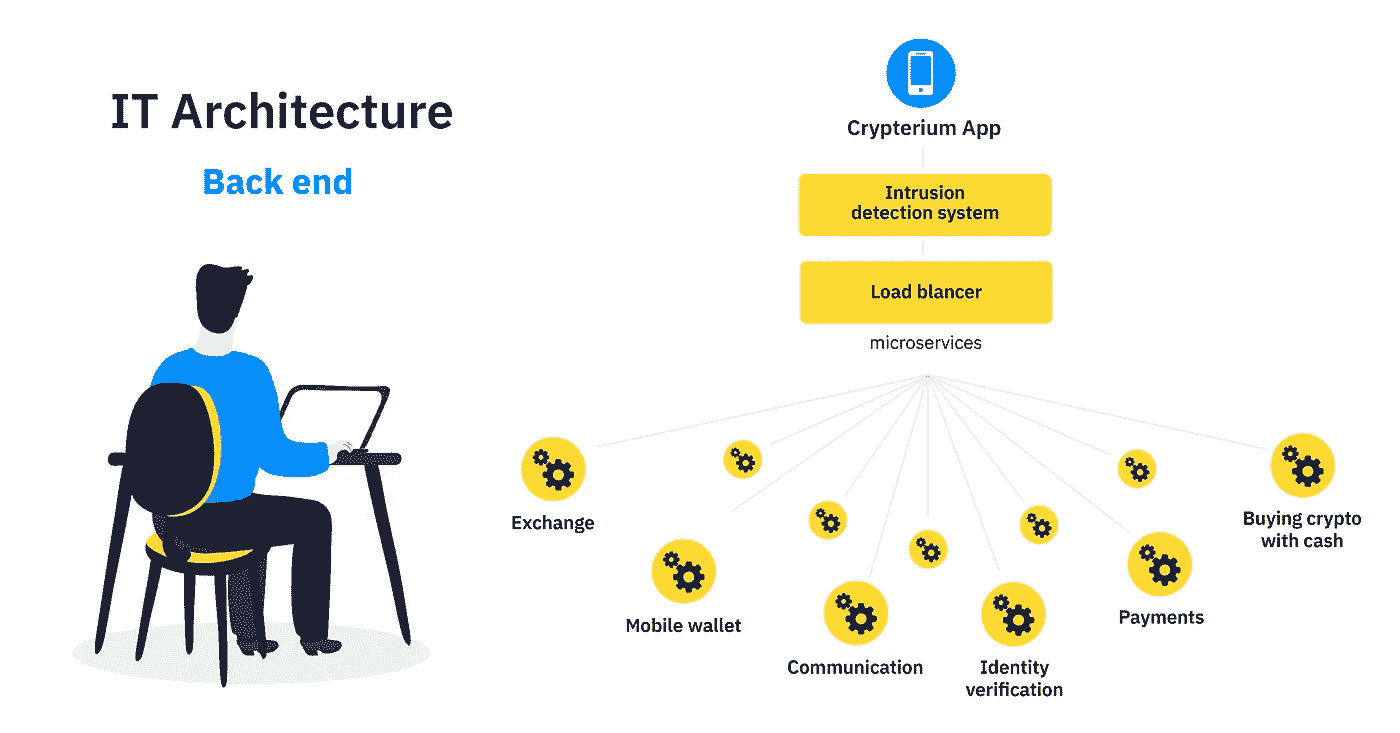 IT Architecture
Back end
Crypterium App
Intrusion
detection system
Load blancer
microservices
Exchange
Mobile wallet
Communication
Identity
verification
Payments
Buying crypto
with cash